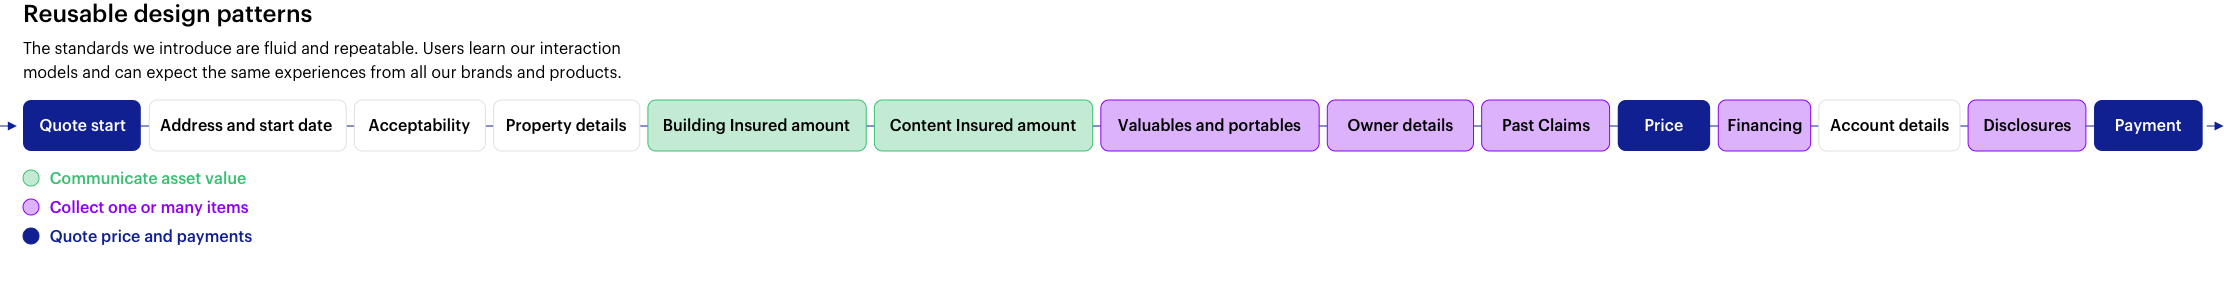 Reusable design patterns
The standards we introduce are fluid and repeatable. Users learn our interaction
models and can expect the same experiences from all our brands and products.
Quote start
Address and start date
Acceptability
Property details
Building Insured amount
Content Insured amount
Valuables and portables
Owner details
Past Claims
Price
Financing
Account details
Disclosures
Payment
Communicate asset value
Collect one or many items
Quote price and payments